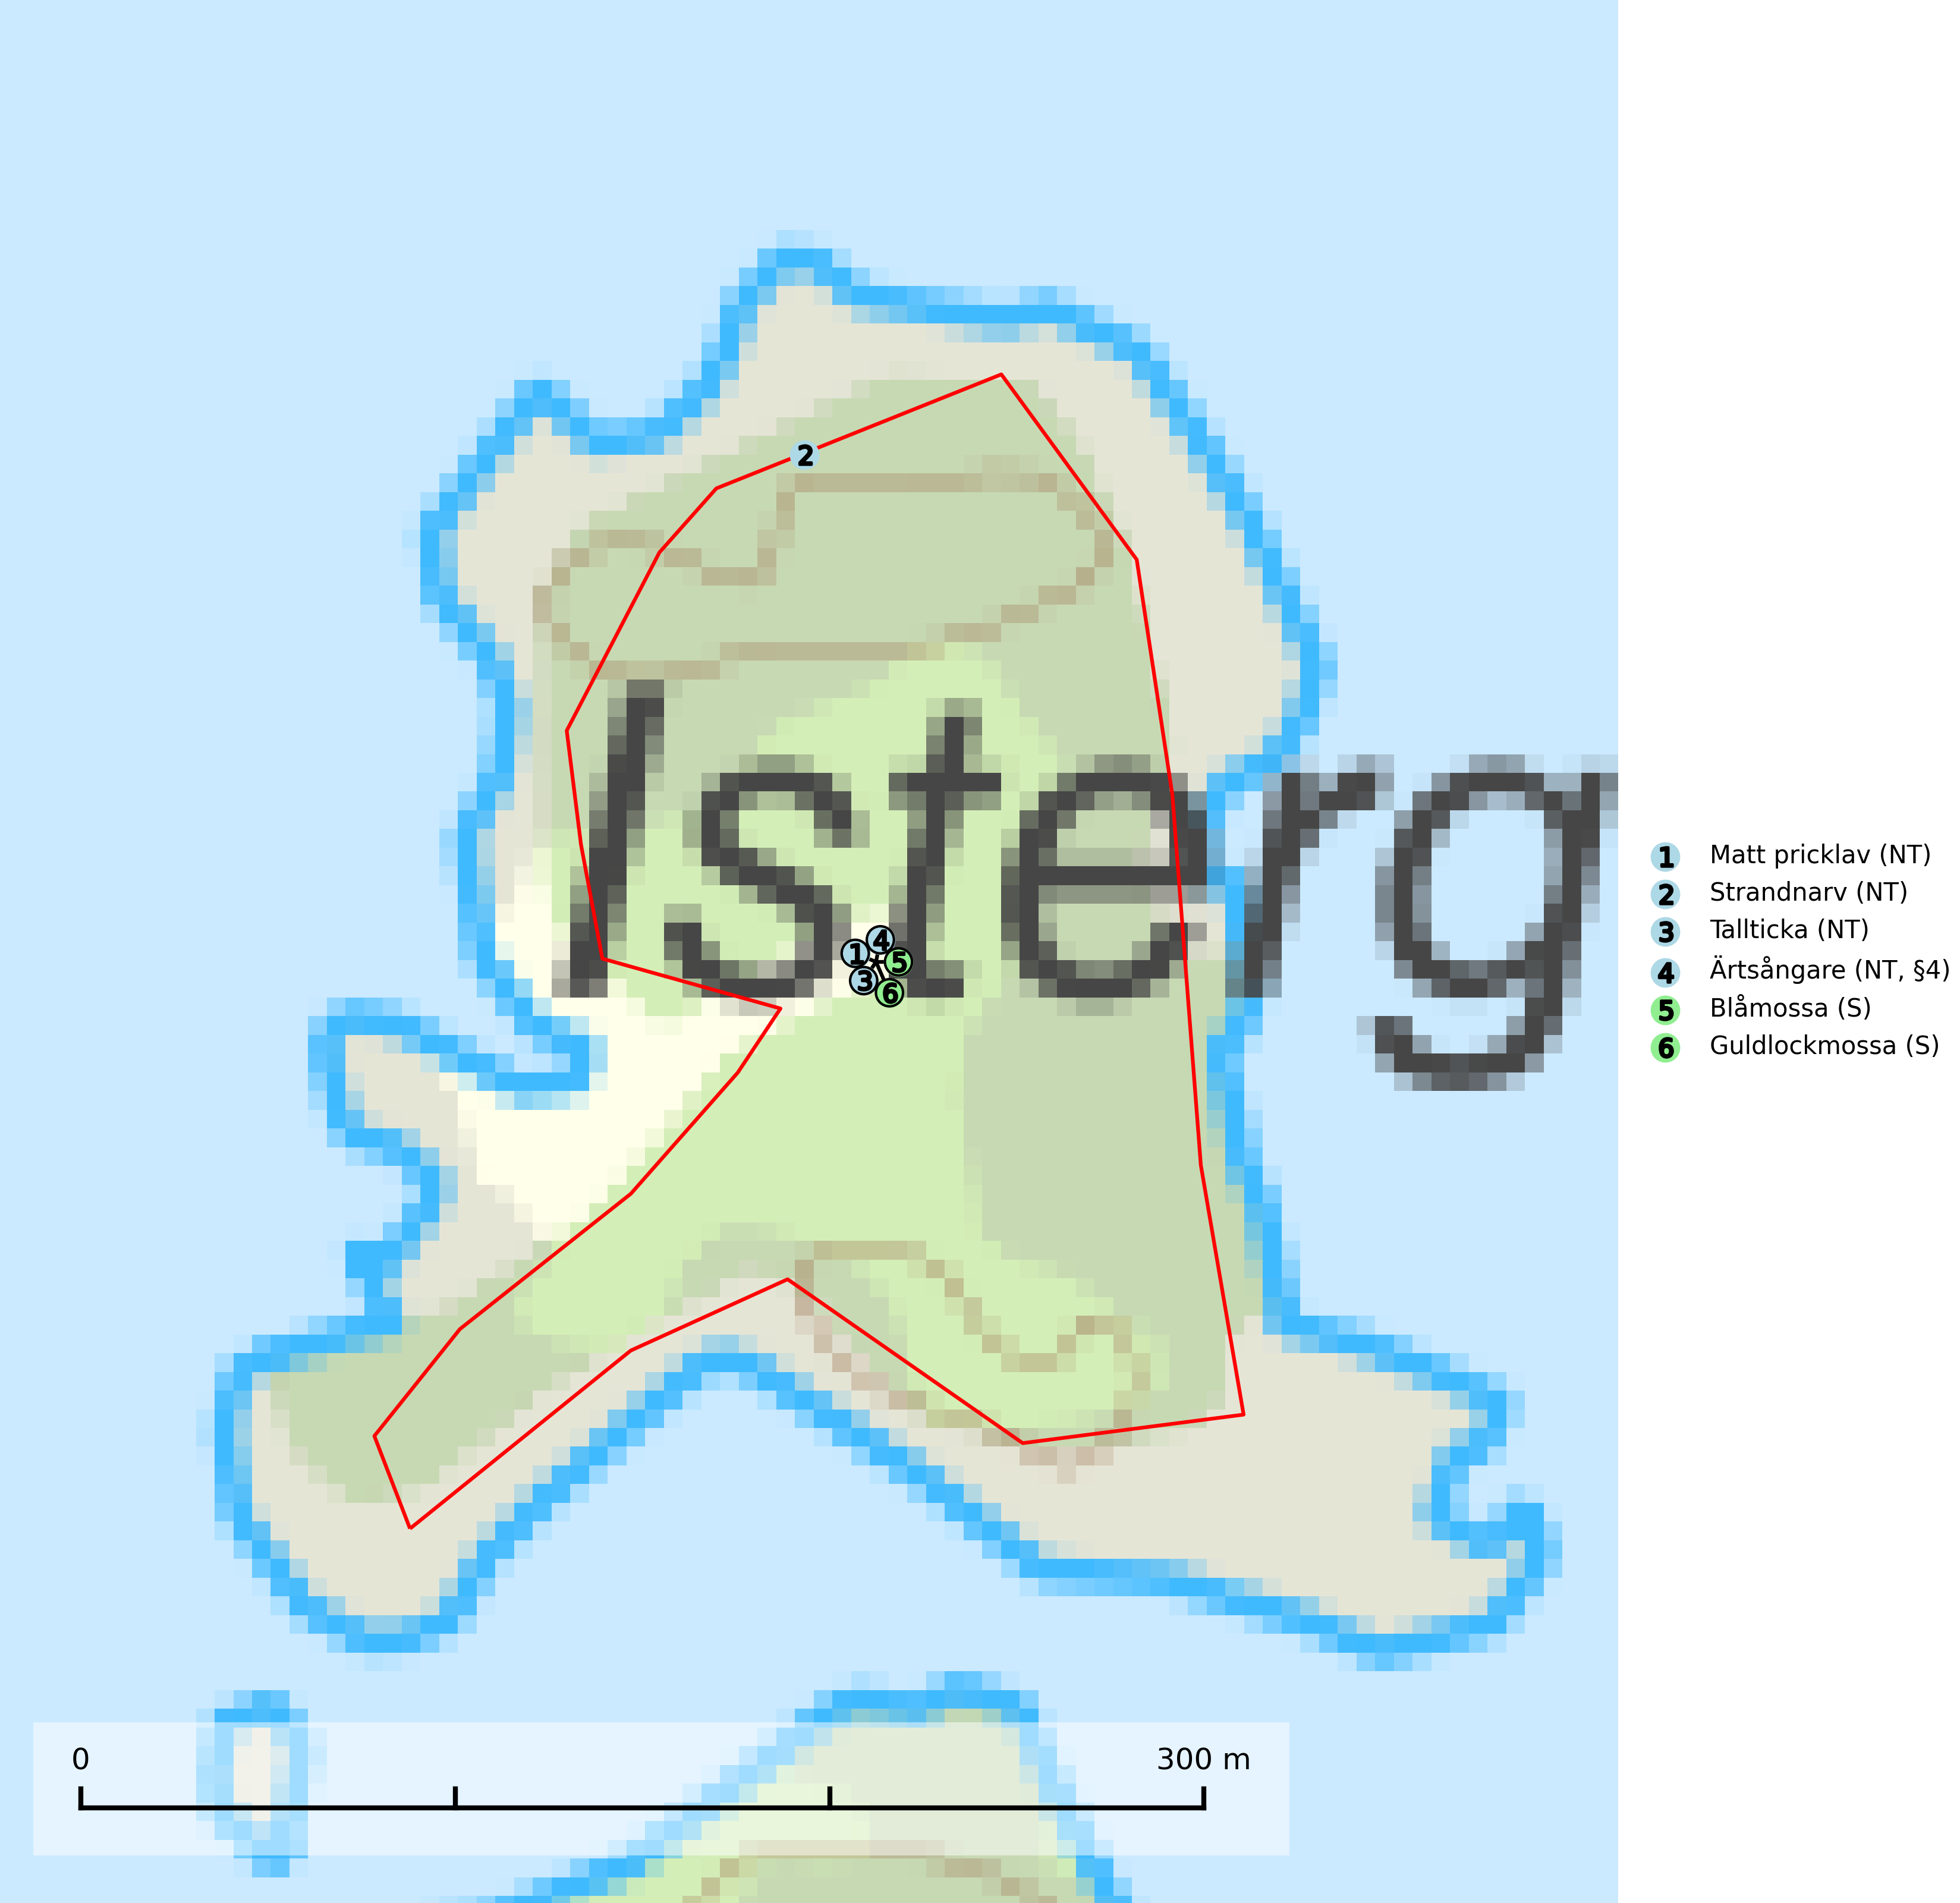 2
Isterg
1 4
5
3
6
1 Matt pricklav (NT)
2 Strandnarv (NT)
3 Tallticka (NT)
4 Ärtsångare (NT, §4)
5 Blåmossa (S)
6 Guldlockmossa (S)
0 300 m